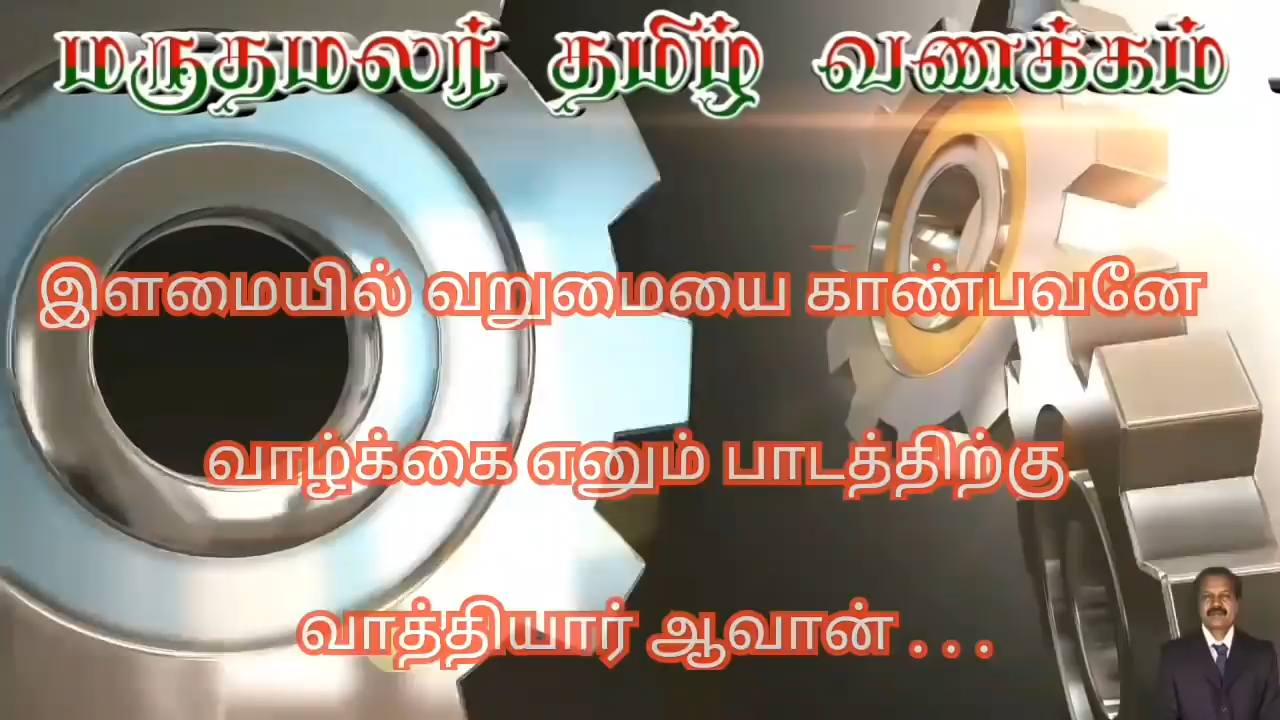 மருதமலர் தமிழ் வணக்கம்
இளமையில் வறுமையை காண்பவனே
வாழ்க்கை எனும் பாடத்திற்கு
வாத்தியார் ஆவான் . . .